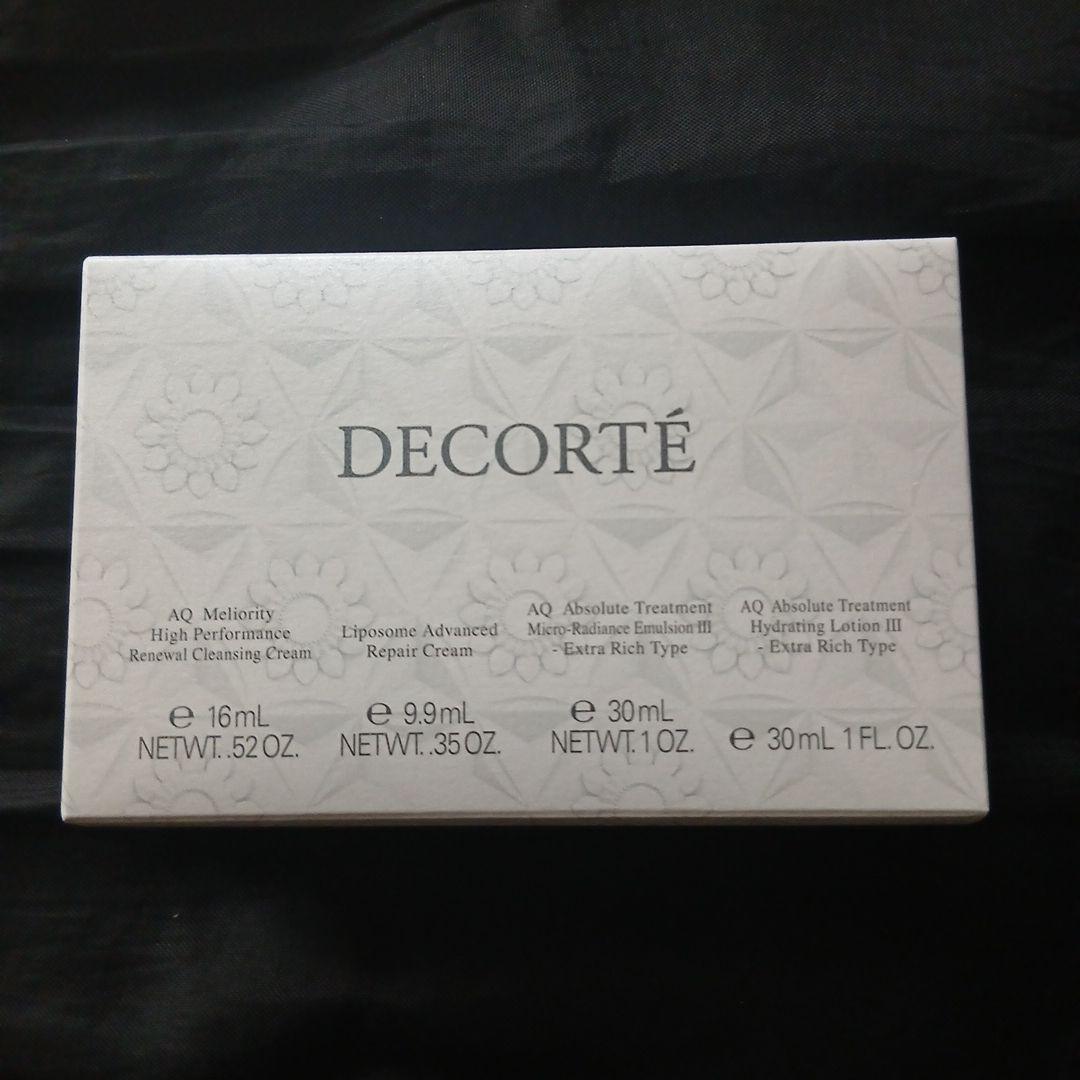 DECORTÉ
AQ Meliority
High Performance
Renewal Cleansing Cream
e 16mL
NETWT. .52 OZ.
Liposome Advanced
Repair Cream
e 9.9mL
NETWT. .35 OZ.
AQ Absolute Treatment
Micro-Radiance Emulsion III
- Extra Rich Type
e 30mL
NETWT. 1 OZ.
AQ Absolute Treatment
Hydrating Lotion III
- Extra Rich Type
e 30mL 1 FL. OZ.